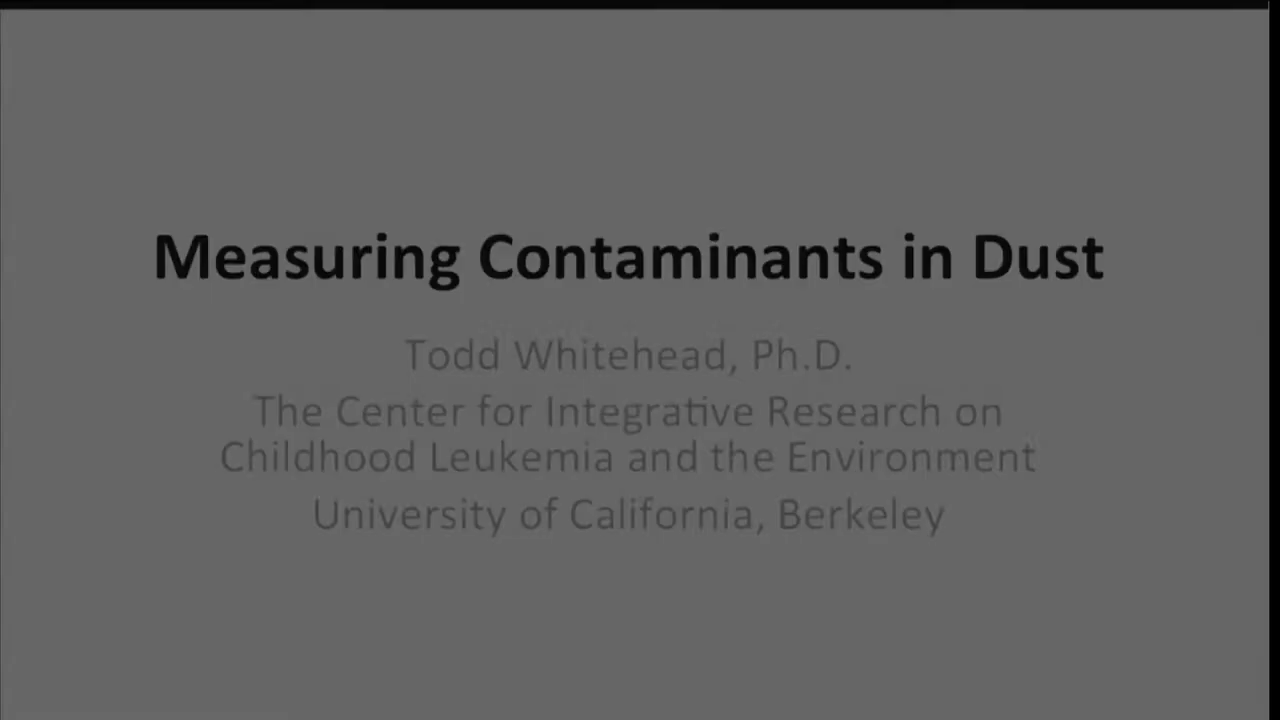 Measuring Contaminants in Dust
Todd Whitehead, Ph.D.
The Center for Integrative Research on
Childhood Leukemia and the Environment
University of California, Berkeley